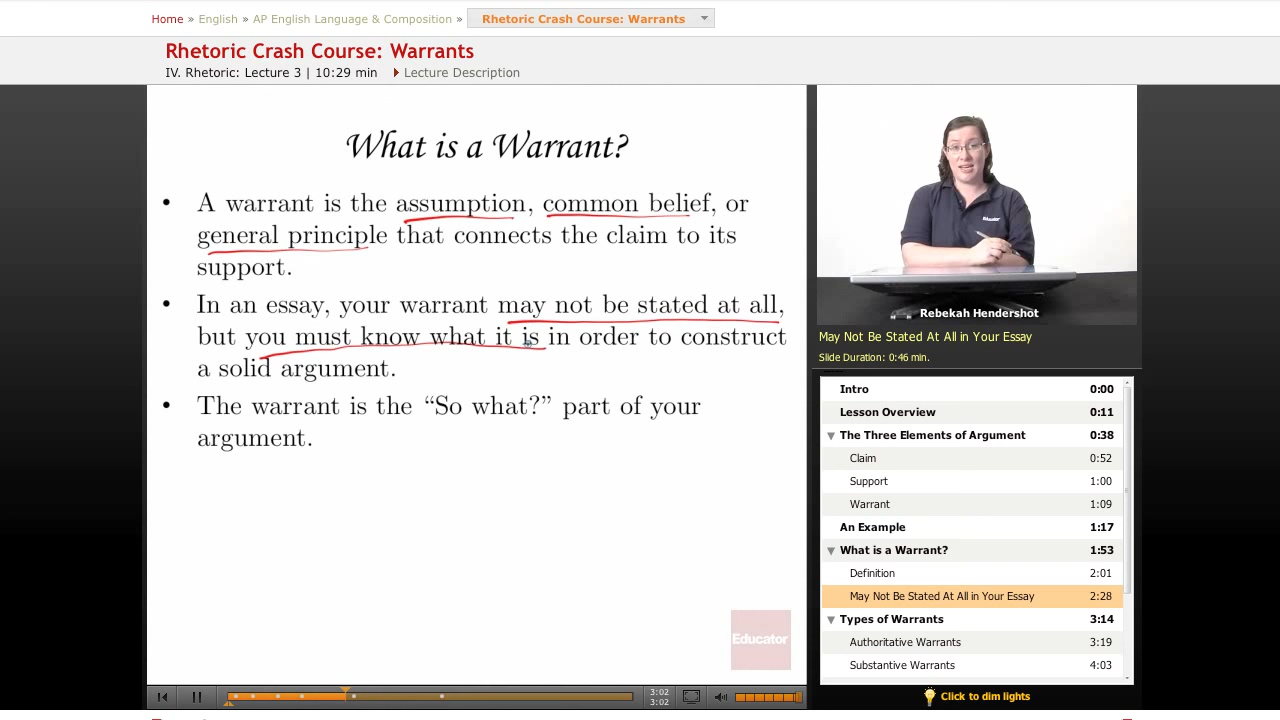 Home » English » AP English Language & Composition » Rhetoric Crash Course: Warrants
Rhetoric Crash Course: Warrants
IV. Rhetoric: Lecture 3 | 10:29 min Lecture Description
What is a Warrant?
• A warrant is the assumption, common belief, or
general principle that connects the claim to its
support.
• In an essay, your warrant may not be stated at all,
but you must know what it is in order to construct
a solid argument.
• The warrant is the “So what?” part of your
argument.
Educator
3:02
3:02
Educator
Rebekah Hendershot
May Not Be Stated At All in Your Essay
Slide Duration: 0:46 min.
Intro 0:00
Lesson Overview 0:11
The Three Elements of Argument 0:38
Claim 0:52
Support 1:00
Warrant 1:09
An Example 1:17
What is a Warrant? 1:53
Definition 2:01
May Not Be Stated At All in Your Essay 2:28
Types of Warrants 3:14
Authoritative Warrants 3:19
Substantive Warrants 4:03
Click to dim lights